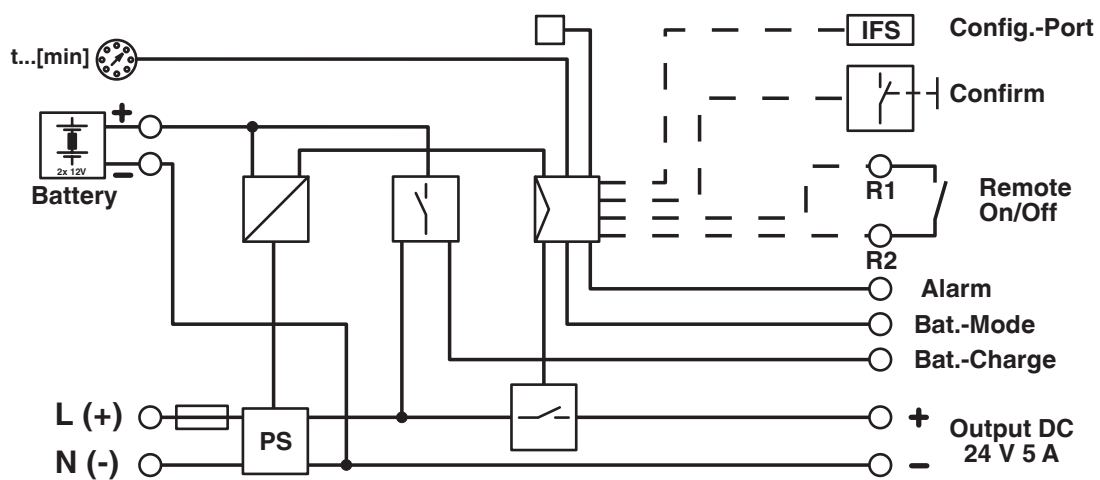 IFS
Config.-Port
t...[min]
Confirm
+
2x 12V
–
Battery
R1
Remote
On/Off
R2
Alarm
Bat.-Mode
Bat.-Charge
L (+)
+
PS
Output DC
24 V 5 A
N (-)
–